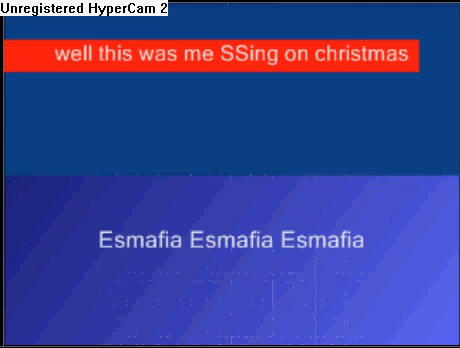 Unregistered HyperCam 2
well this was me SSing on christmas
Esmafia Esmafia Esmafia